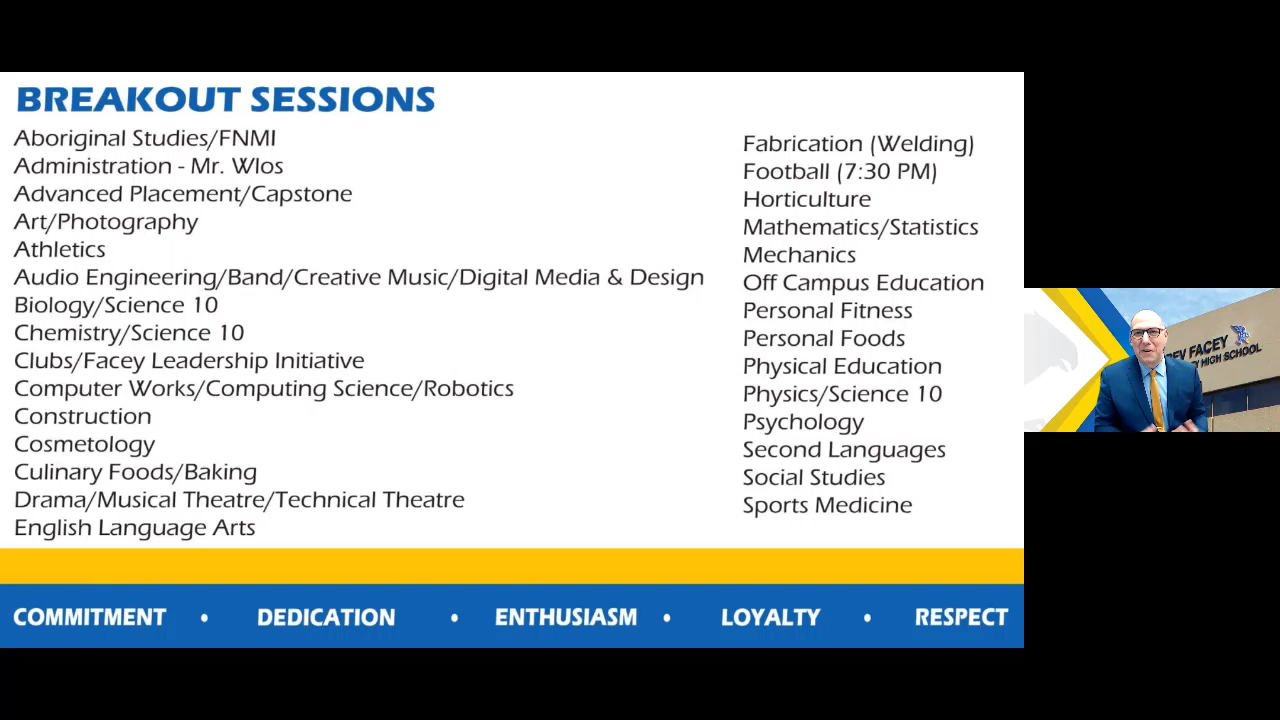 BREAKOUT SESSIONS
Aboriginal Studies/FNMI
Administration - Mr. Wlos
Advanced Placement/Capstone
Art/Photography
Athletics
Audio Engineering/Band/Creative Music/Digital Media & Design
Biology/Science 10
Chemistry/Science 10
Clubs/Facey Leadership Initiative
Computer Works/Computing Science/Robotics
Construction
Cosmetology
Culinary Foods/Baking
Drama/Musical Theatre/Technical Theatre
English Language Arts
Fabrication (Welding)
Football (7:30 PM)
Horticulture
Mathematics/Statistics
Mechanics
Off Campus Education
Personal Fitness
Personal Foods
Physical Education
Physics/Science 10
Psychology
Second Languages
Social Studies
Sports Medicine
COMMITMENT • DEDICATION • ENTHUSIASM • LOYALTY • RESPECT
FACEY
HIGH SCHOOL